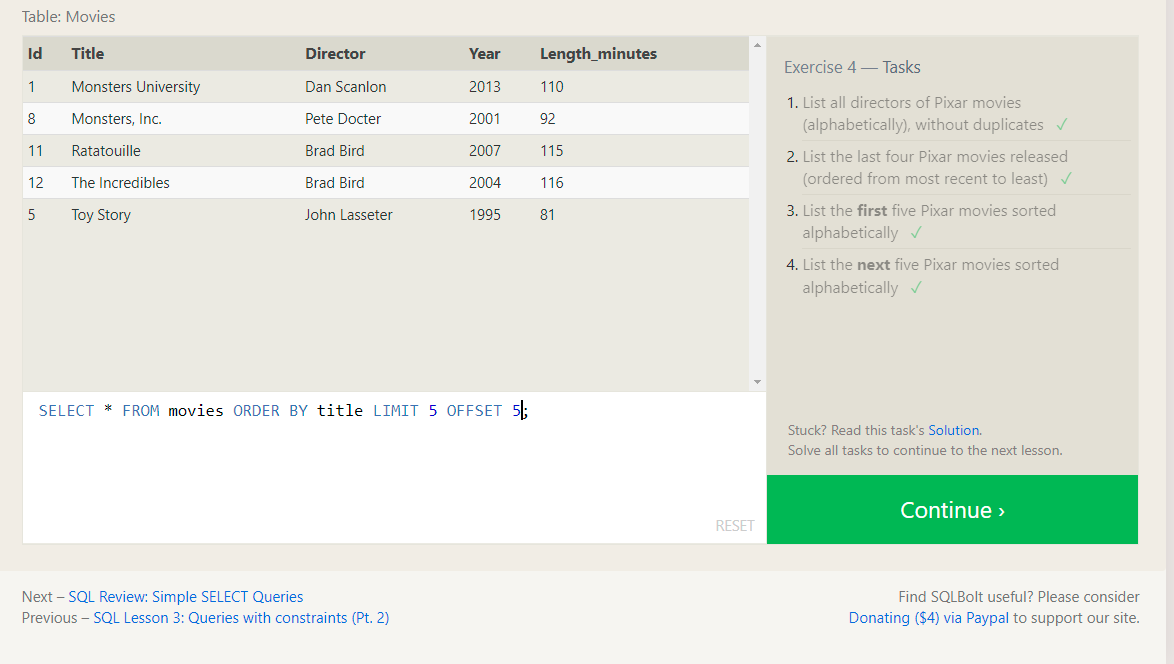 Table: Movies
Id Title Director Year Length_minutes
1 Monsters University Dan Scanlon 2013 110
8 Monsters, Inc. Pete Docter 2001 92
11 Ratatouille Brad Bird 2007 115
12 The Incredibles Brad Bird 2004 116
5 Toy Story John Lasseter 1995 81
SELECT * FROM movies ORDER BY title LIMIT 5 OFFSET 5;
RESET
Exercise 4 — Tasks
1. List all directors of Pixar movies
(alphabetically), without duplicates ✓
2. List the last four Pixar movies released
(ordered from most recent to least) ✓
3. List the first five Pixar movies sorted
alphabetically ✓
4. List the next five Pixar movies sorted
alphabetically ✓
Stuck? Read this task's Solution.
Solve all tasks to continue to the next lesson.
Continue ›
Next – SQL Review: Simple SELECT Queries
Previous – SQL Lesson 3: Queries with constraints (Pt. 2)
Find SQLBolt useful? Please consider
Donating ($4) via Paypal to support our site.